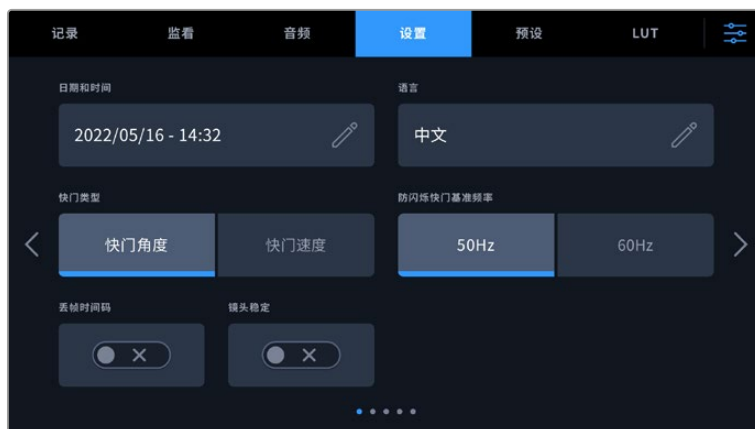 记录 监看 音频 设置 预设 LUT
日期和时间 语言
2022/05/16 - 14:32 中文
快门类型 防闪烁快门基准频率
快门角度 快门速度 50Hz 60Hz
丢帧时间码 镜头稳定